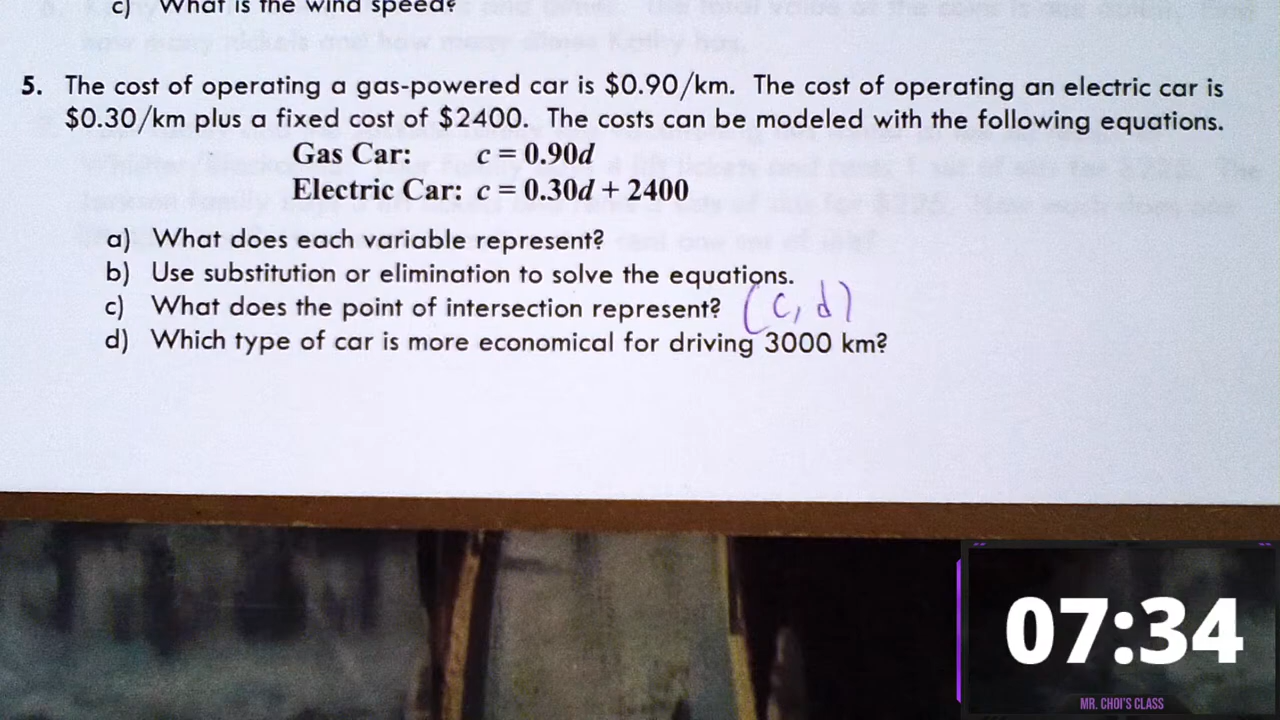 c) What is the wind speed?
5. The cost of operating a gas-powered car is $0.90/km. The cost of operating an electric car is
$0.30/km plus a fixed cost of $2400. The costs can be modeled with the following equations.
Gas Car: c = 0.90d
Electric Car: c = 0.30d + 2400
a) What does each variable represent?
b) Use substitution or elimination to solve the equations.
c) What does the point of intersection represent? (c, d)
d) Which type of car is more economical for driving 3000 km?
07:34
MR. CHOI'S CLASS